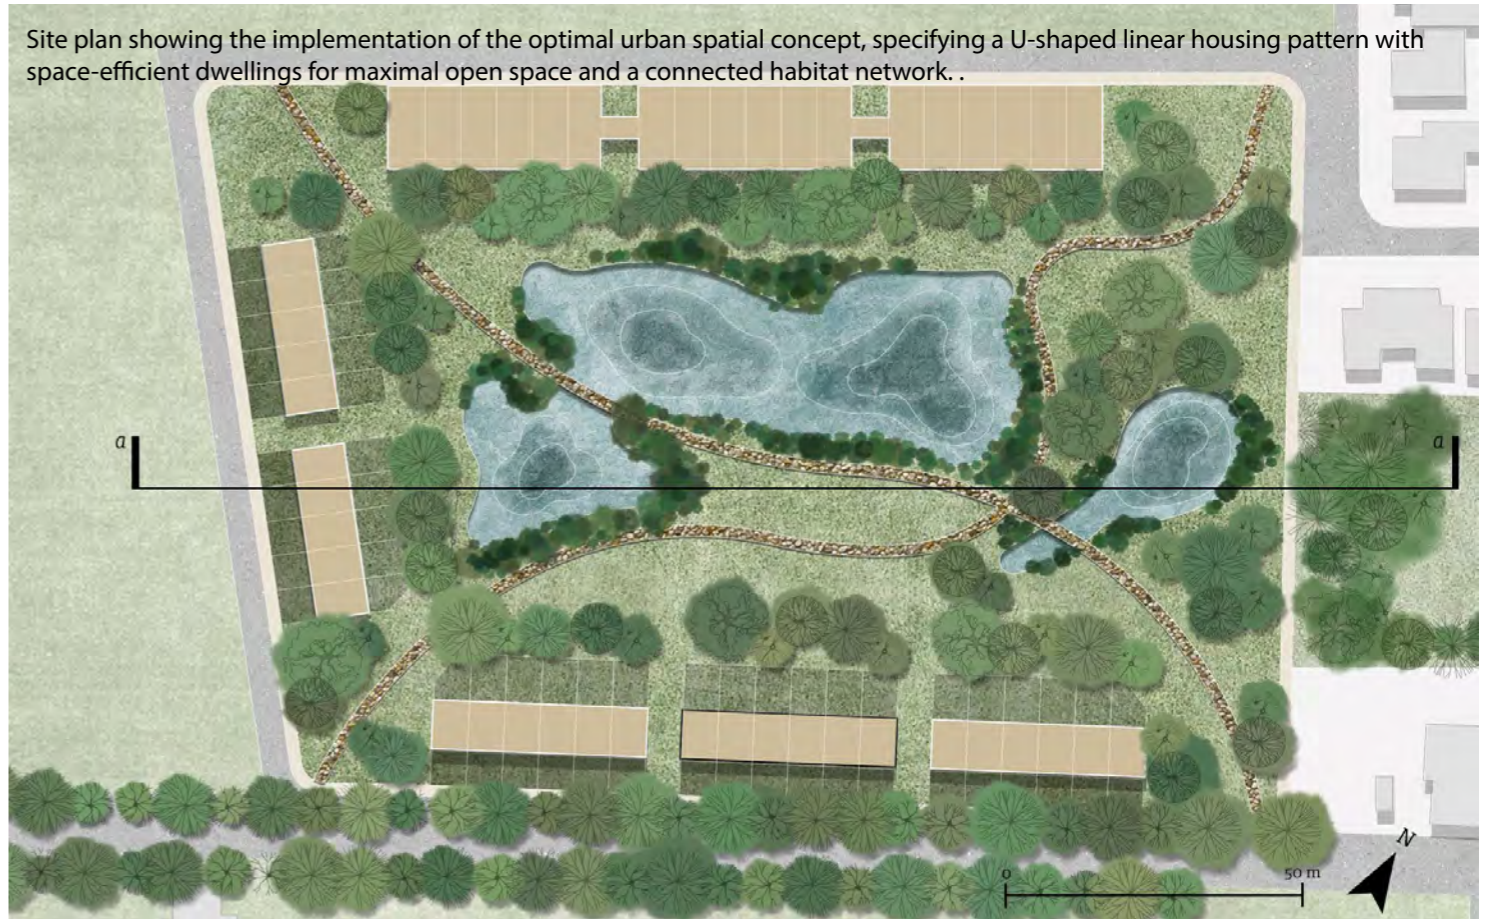 Site plan showing the implementation of the optimal urban spatial concept, specifying a U-shaped linear housing pattern with
space-efficient dwellings for maximal open space and a connected habitat network. .
a
a
N
0
50 m